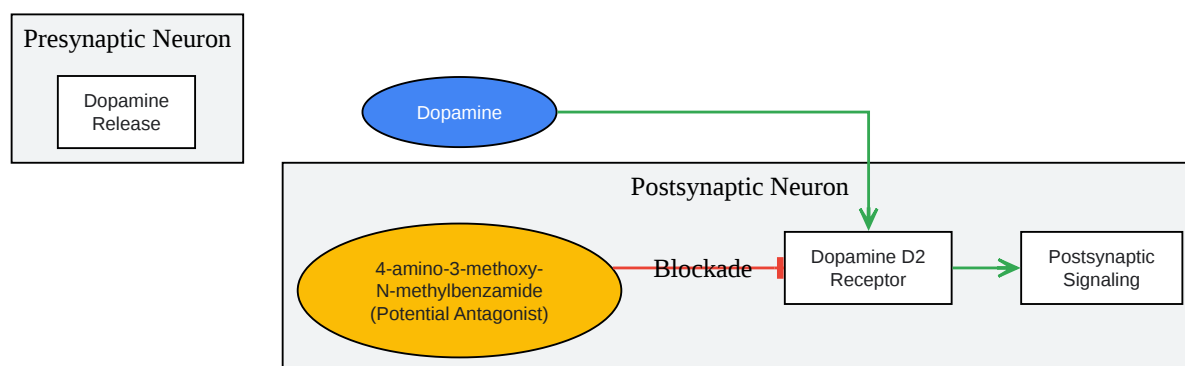 Presynaptic Neuron
Dopamine
Release
Dopamine
Postsynaptic Neuron
4-amino-3-methoxy-
N-methylbenzamide
(Potential Antagonist)
Blockade
Dopamine D2
Receptor
Postsynaptic
Signaling